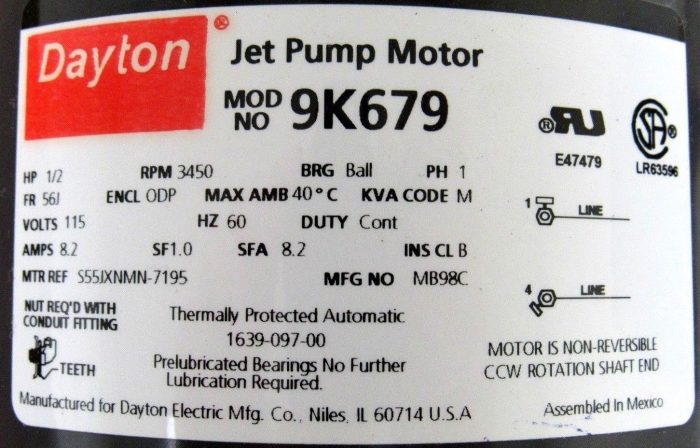 Dayton®
Jet Pump Motor
MOD NO 9K679
HP 1/2 RPM 3450 BRG Ball PH 1
FR 56J ENCL ODP MAX AMB 40°C KVA CODE M
VOLTS 115 HZ 60 DUTY Cont
AMPS 8.2 SF1.0 SFA 8.2 INS CL B
MTR REF S55JXNMN-7195 MFG NO MB98C
®RU
E47479
SA
LR63596
1 LINE
4 LINE
NUT REQ'D WITH
CONDUIT FITTING
TEETH
Thermally Protected Automatic
1639-097-00
Prelubricated Bearings No Further
Lubrication Required.
MOTOR IS NON-REVERSIBLE
CCW ROTATION SHAFT END
Manufactured for Dayton Electric Mfg. Co., Niles, IL 60714 U.S.A
Assembled in Mexico